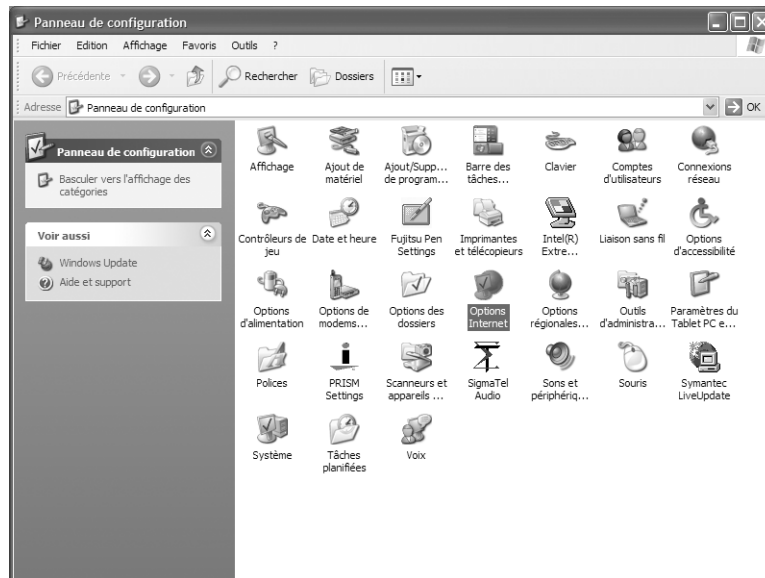 Panneau de configuration
Fichier Edition Affichage Favoris Outils ?
Précédente Rechercher Dossiers
Adresse Panneau de configuration OK
Panneau de configuration
Basculer vers l'affichage des
catégories
Voir aussi
Windows Update
Aide et support
Affichage
Ajout de
matériel
Ajout/Supp...
de program...
Barre des
tâches...
Clavier
Comptes
d'utilisateurs
Connexions
réseau
Contrôleurs de
jeu
Date et heure
Fujitsu Pen
Settings
Imprimantes
et télécopieurs
Intel(R)
Extre...
Liaison sans fil
Options
d'accessibilité
Options
d'alimentation
Options de
modems...
Options des
dossiers
Options
Internet
Options
régionales...
Outils
d'administra...
Paramètres du
Tablet PC e...
Polices
PRISM
Settings
Scanneurs et
appareils ...
SigmaTel
Audio
Sons et
périphériq...
Souris
Symantec
LiveUpdate
Système
Tâches
planifiées
Voix